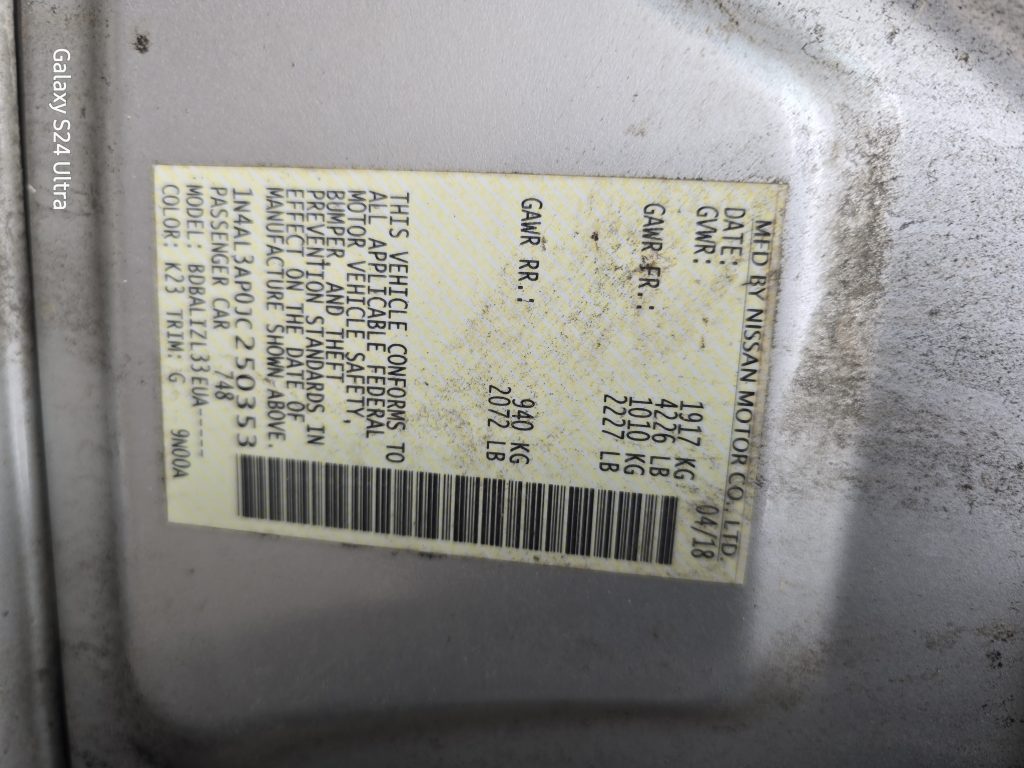 MFD BY NISSAN MOTOR CO., LTD.
DATE: 04/18
GVWR: 1917 KG
4226 LB
GAWR FR.: 1010 KG
2227 LB
GAWR RR.: 940 KG
2072 LB
THIS VEHICLE CONFORMS TO
ALL APPLICABLE FEDERAL
MOTOR VEHICLE SAFETY,
BUMPER, AND THEFT
PREVENTION STANDARDS IN
EFFECT ON THE DATE OF
MANUFACTURE SHOWN ABOVE.
1N4AL3AP0JC250353
PASSENGER CAR 748
MODEL: BDBALIZL33EUA----
COLOR: K23 TRIM: G 9N00A
Galaxy S24 Ultra